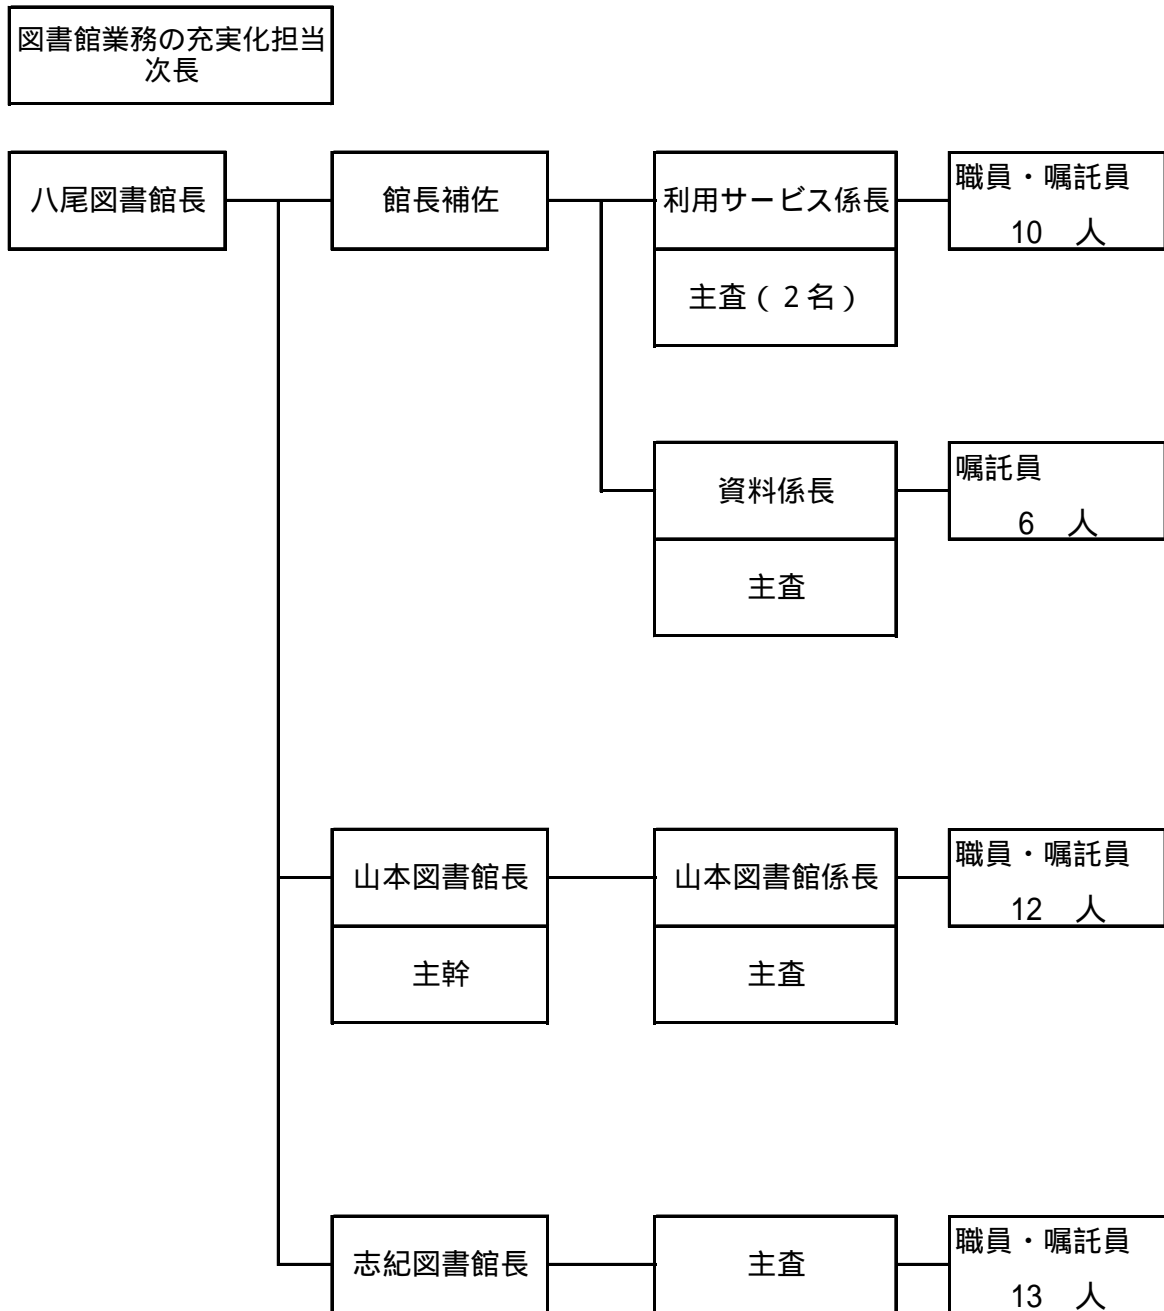 図書館業務の充実化担当
次長
八尾図書館長
館長補佐
利用サービス係長
職員・嘱託員
10 人
主査(2名)
資料係長
嘱託員
6 人
主査
山本図書館長
山本図書館係長
職員・嘱託員
12 人
主幹
主査
志紀図書館長
主査
職員・嘱託員
13 人